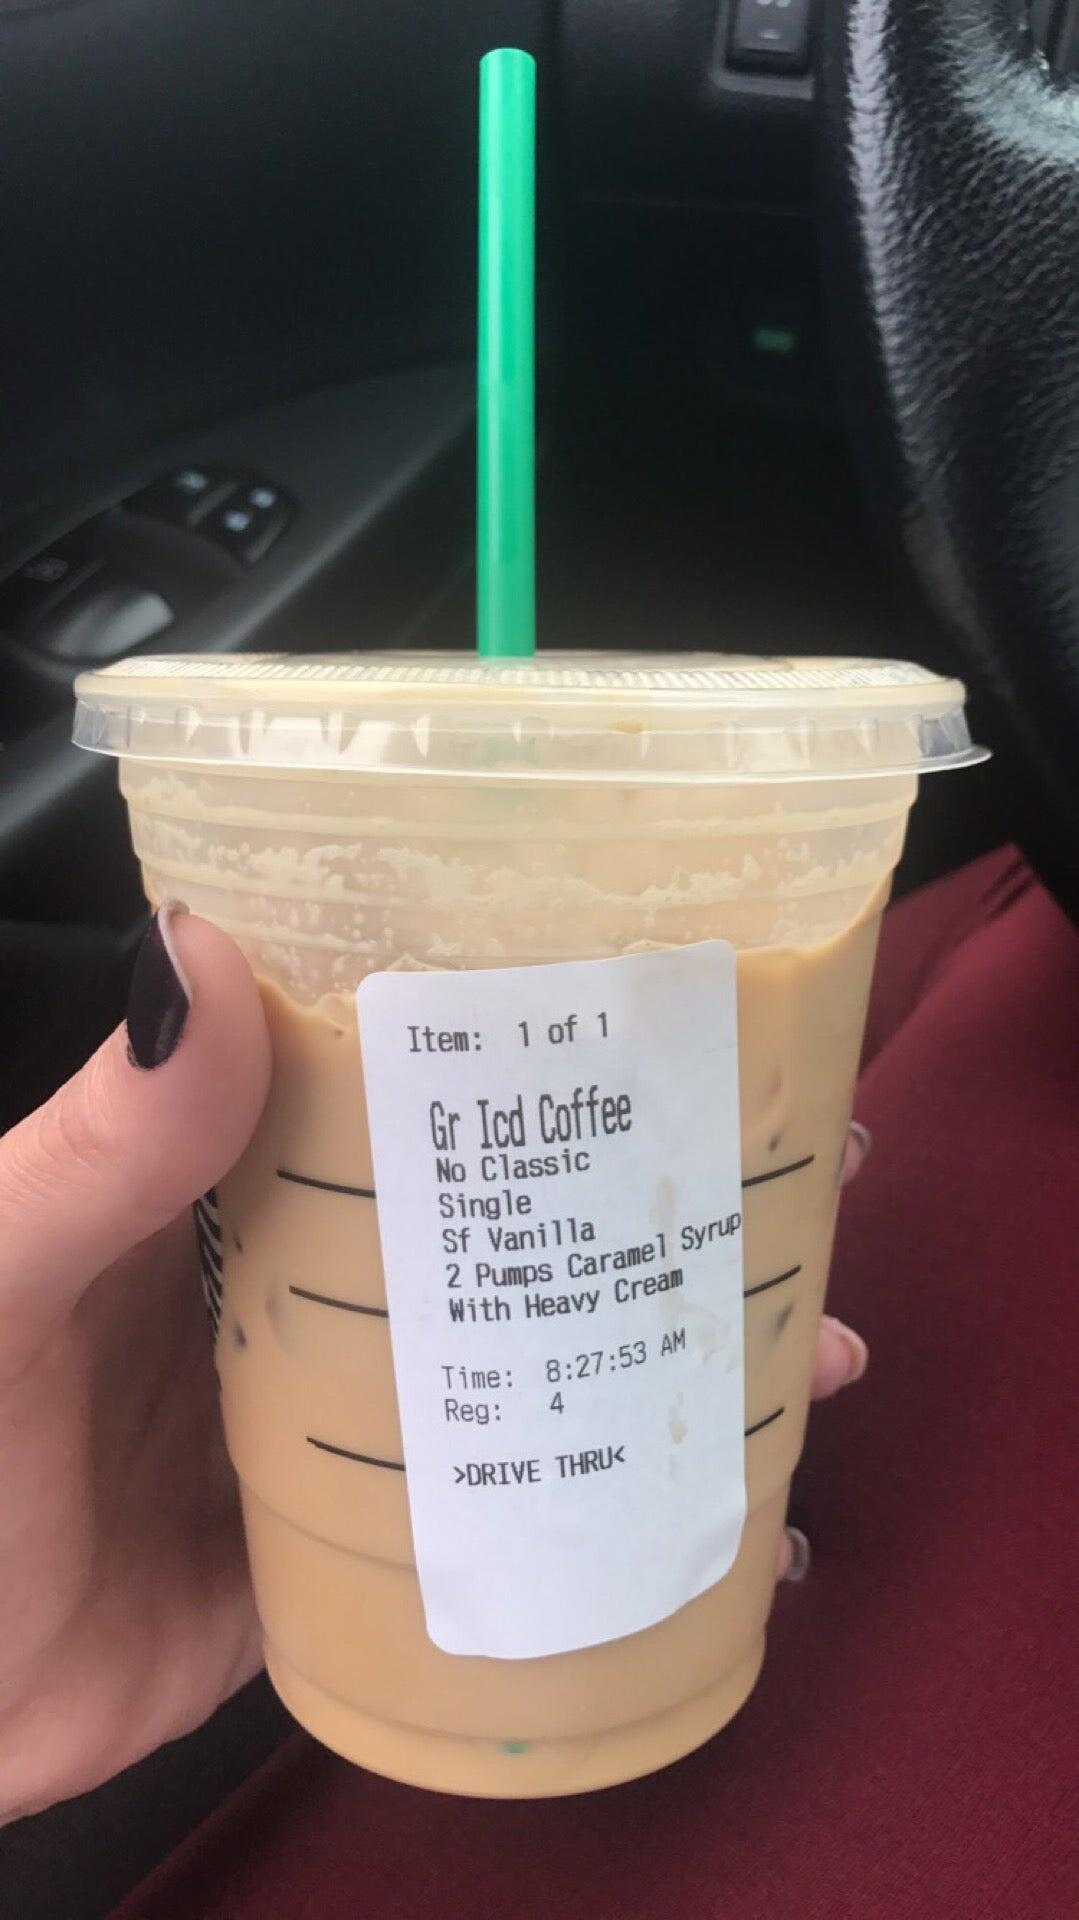 Item: 1 of 1
Gr Icd Coffee
No Classic
Single
Sf Vanilla
2 Pumps Caramel Syrup
With Heavy Cream
Time: 8:27:53 AM
Reg: 4
>DRIVE THRU<